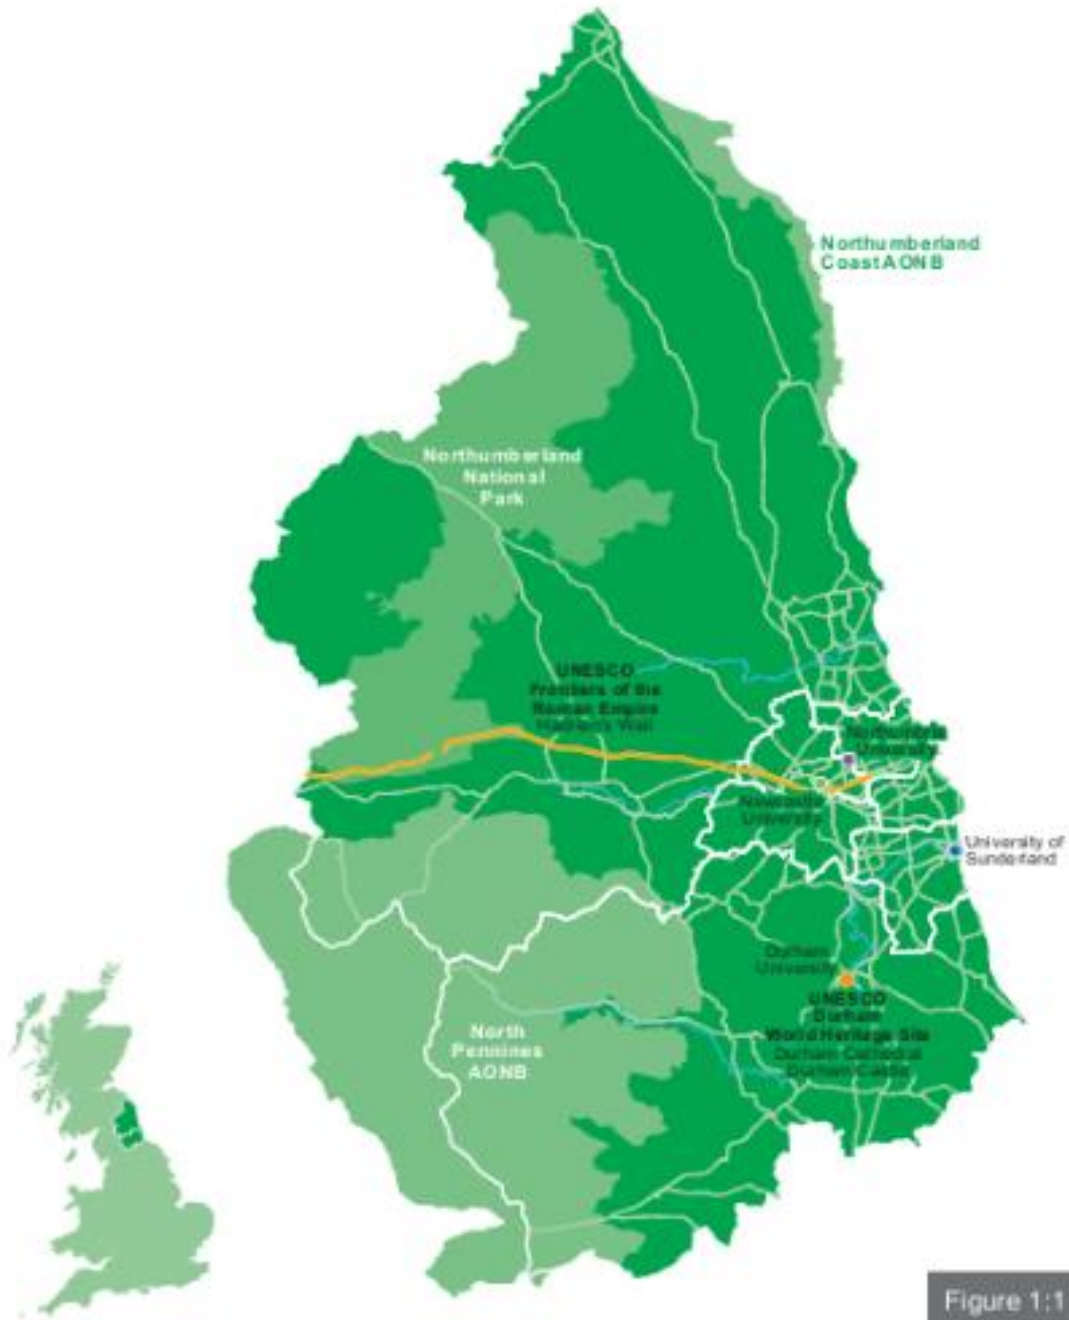 Northumberland
Coast AONB
Northumberland
National
Park
UNESCO
Frontiers of the
Roman Empire
Hadrian's Wall
Northumbria
University
Newcastle
University
University of
Sunderland
Durham
University
UNESCO
Durham
World Heritage Site
Durham Cathedral
Durham Castle
North
Pennines
AONB
Figure 1:1